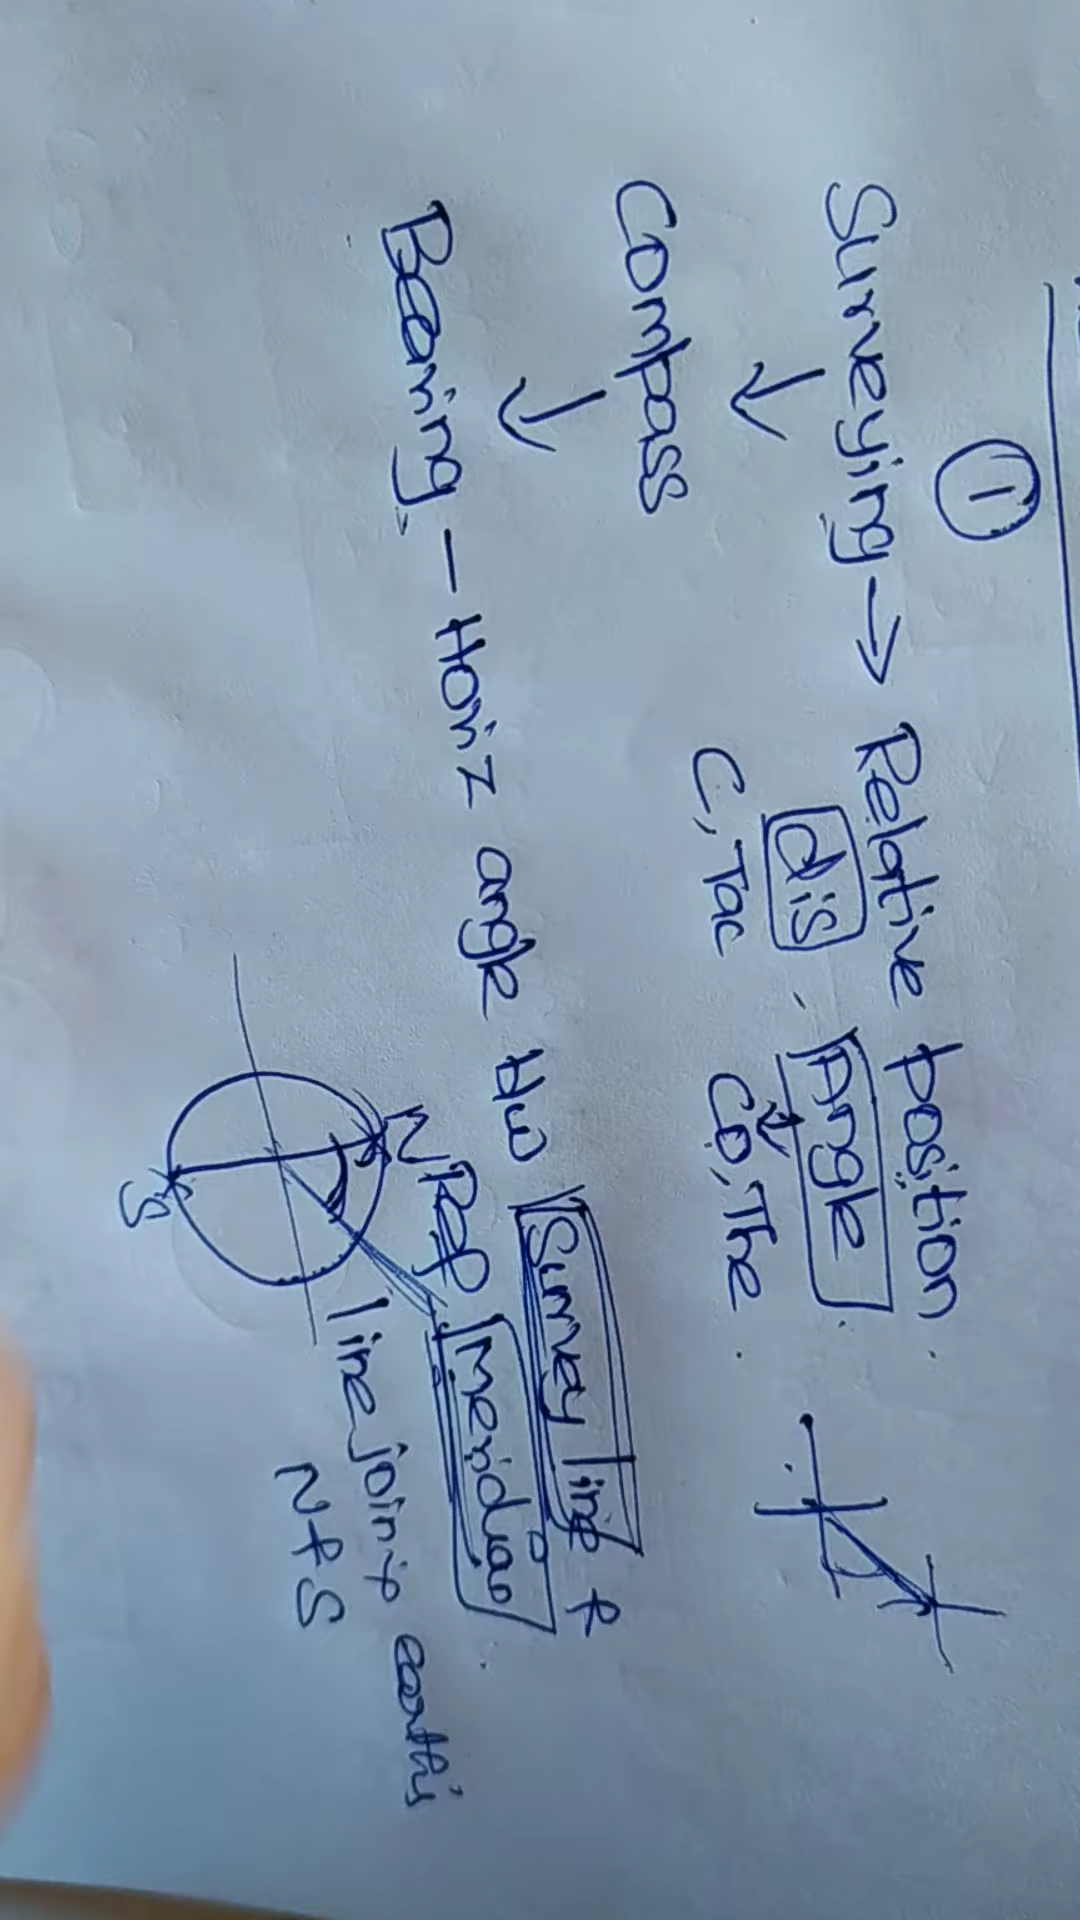 1
Surveying → Relative position.
dis, Angle
C, Tac
Co, The
Compass
Bearing - Horiz angle b/w Survey line &
Ref Meridian
N
S
line joining earth's
N & S